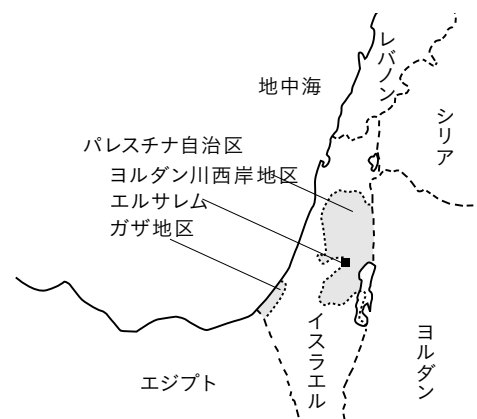 レバノン
地中海
シリア
パレスチナ自治区
ヨルダン川西岸地区
エルサレム
ガザ地区
イスラエル
ヨルダン
エジプト